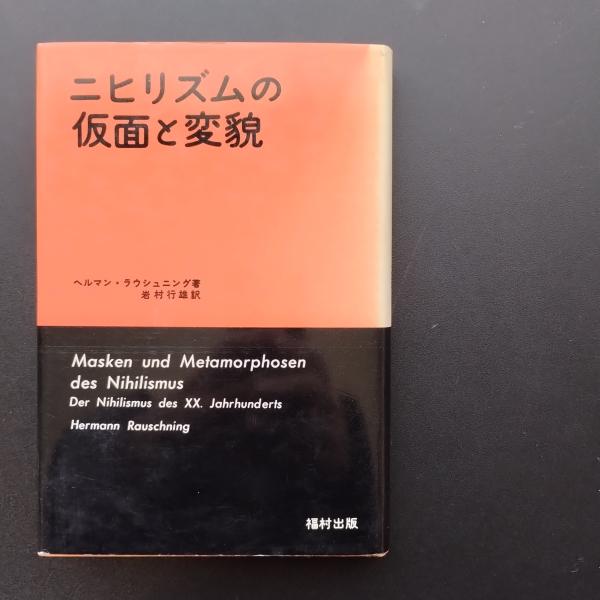 ニヒリズムの
仮面と変貌
ヘルマン・ラウシュニング著
岩村行雄訳
Masken und Metamorphosen
des Nihilismus
Der Nihilismus des XX. Jahrhunderts
Hermann Rauschning
福村出版